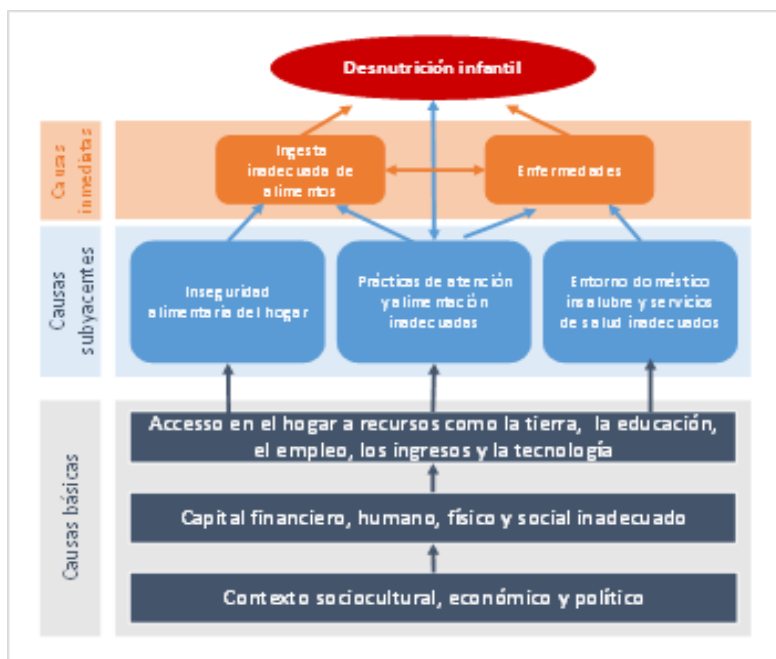 Desnutrición infantil
Causas
inmediatas
Ingesta
inadecuada de
alimentos
Enfermedades
Causas
subyacentes
Inseguridad
alimentaria del hogar
Prácticas de atención
y alimentación
inadecuadas
Entorno doméstico
insalubre y servicios
de salud inadecuados
Causas básicas
Accesso en el hogar a recursos como la tierra, la educación,
el empleo, los ingresos y la tecnología
Capital financiero, humano, físico y social inadecuado
Contexto sociocultural, económico y político